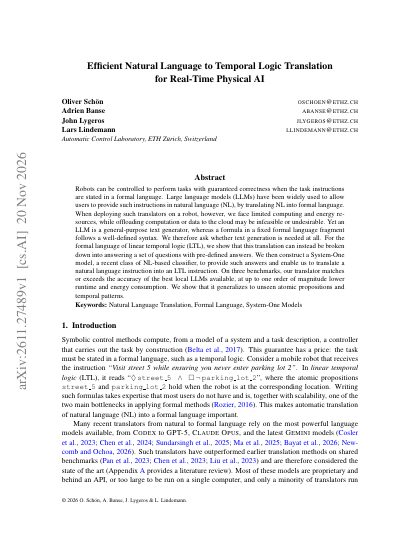 Efficient Natural Language to Temporal Logic Translation
for Real-Time Physical AI
Oliver Schön OSCHOEN@ETHZ.CH
Adrien Banse ABANSE@ETHZ.CH
John Lygeros JLYGEROS@ETHZ.CH
Lars Lindemann LLINDEMANN@ETHZ.CH
Automatic Control Laboratory, ETH Zürich, Switzerland
arXiv:2611.27489v1 [cs.AI] 20 Nov 2026
Abstract
Robots can be controlled to perform tasks with guaranteed correctness when the task instructions
are stated in a formal language. Large language models (LLMs) have been widely used to allow
users to provide such instructions in natural language (NL), by translating NL into formal language.
When deploying such translators on a robot, however, we face limited computing and energy re-
sources, while offloading computation or data to the cloud may be infeasible or undesirable. Yet an
LLM is a general-purpose text generator, whereas a formula in a fixed formal language fragment
follows a well-defined syntax. We therefore ask whether text generation is needed at all. For the
formal language of linear temporal logic (LTL), we show that this translation can instead be broken
down into answering a set of questions with pre-defined answers. We then construct a System-One
model, a recent class of NL-based classifier, to provide such answers and enable us to translate a
natural language instruction into an LTL instruction. On three benchmarks, our translator matches
or exceeds the accuracy of the best local LLMs available, at up to one order of magnitude lower
runtime and energy consumption. We show that it generalizes to unseen atomic propositions and
temporal patterns.
Keywords: Natural Language Translation, Formal Language, System-One Models
1. Introduction
Symbolic control methods compute, from a model of a system and a task description, a controller
that carries out the task by construction (Belta et al., 2017). This guarantee has a price: the task
must be stated in a formal language, such as a temporal logic. Consider a mobile robot that receives
the instruction “Visit street 5 while ensuring you never enter parking lot 2”. In linear temporal
logic (LTL), it reads “◇ street_5 ∧ □ ¬ parking_lot_2”, where the atomic propositions
street_5 and parking_lot_2 hold when the robot is at the corresponding location. Writing
such formulas takes expertise that most users do not have and is, together with scalability, one of
two main bottlenecks in applying formal methods (Rozier, 2016). This makes automatic translation
of natural language (NL) into a formal language important.
Many recent translators from natural to formal language rely on the most powerful language
models available, from CODEX to GPT-5, CLAUDE OPUS, and the latest GEMINI models (Cosler
et al., 2023; Chen et al., 2024; Sundarsingh et al., 2025; Ma et al., 2025; Bayat et al., 2026; New-
comb and Ochoa, 2026). Such translators have outperformed earlier translation methods on shared
benchmarks (Pan et al., 2023; Chen et al., 2023; Liu et al., 2023) and are therefore considered the
state of the art (Appendix A provides a literature review). Most of these models are proprietary and
behind an API, or too large to be run on a single computer, and only a minority of translators run
© 2026 O. Schön, A. Banse, J. Lygeros & L. Lindemann.